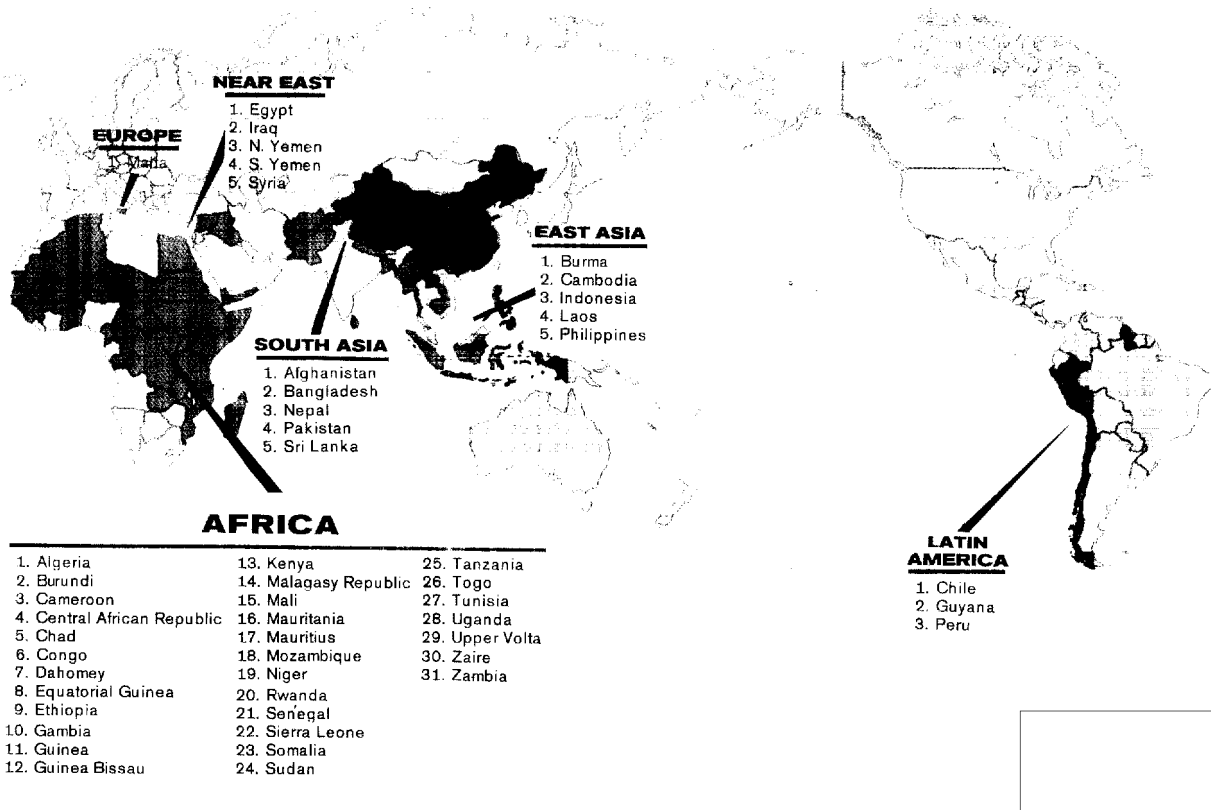 NEAR EAST
1. Egypt
2. Iraq
3. N. Yemen
4. S. Yemen
5. Syria
EUROPE
1. Malta
EAST ASIA
1. Burma
2. Cambodia
3. Indonesia
4. Laos
5. Philippines
SOUTH ASIA
1. Afghanistan
2. Bangladesh
3. Nepal
4. Pakistan
5. Sri Lanka
AFRICA
1. Algeria
2. Burundi
3. Cameroon
4. Central African Republic
5. Chad
6. Congo
7. Dahomey
8. Equatorial Guinea
9. Ethiopia
10. Gambia
11. Guinea
12. Guinea Bissau
13. Kenya
14. Malagasy Republic
15. Mali
16. Mauritania
17. Mauritius
18. Mozambique
19. Niger
20. Rwanda
21. Senegal
22. Sierra Leone
23. Somalia
24. Sudan
25. Tanzania
26. Togo
27. Tunisia
28. Uganda
29. Upper Volta
30. Zaire
31. Zambia
LATIN
AMERICA
1. Chile
2. Guyana
3. Peru